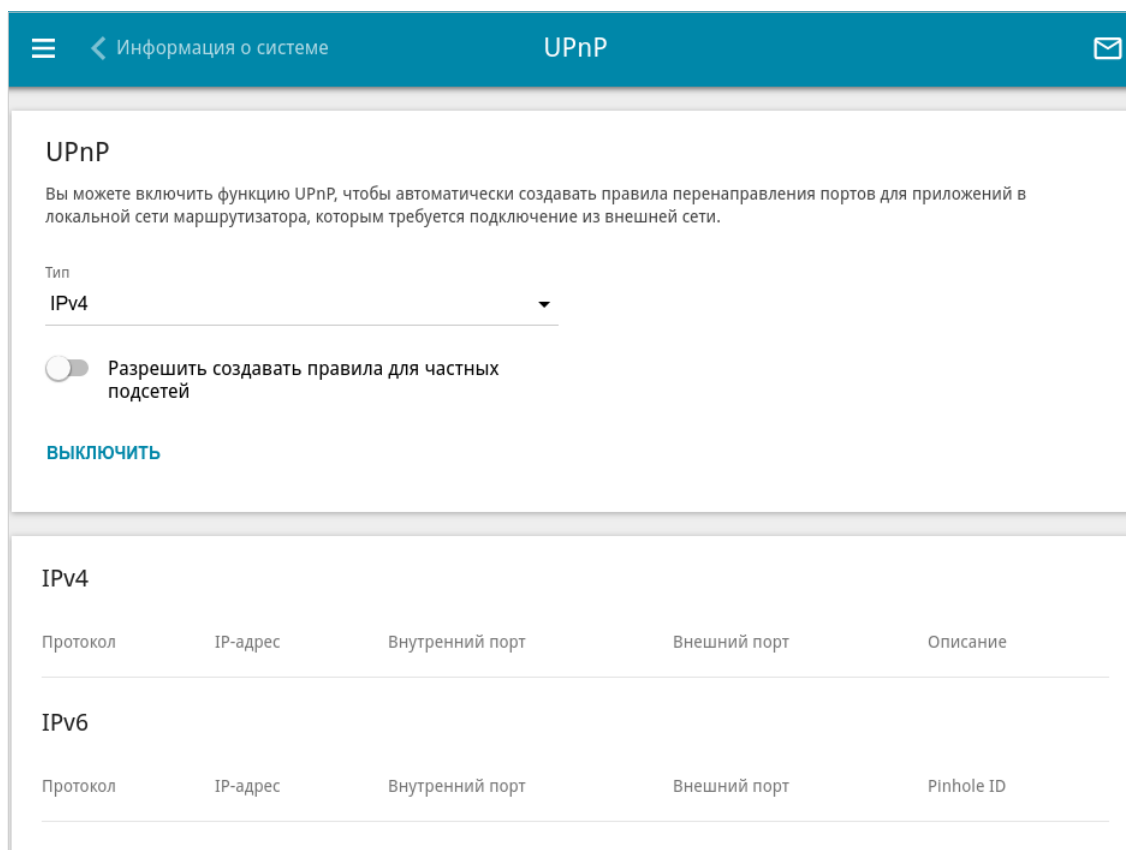 Информация о системе UPnP
UPnP
Вы можете включить функцию UPnP, чтобы автоматически создавать правила перенаправления портов для приложений в
локальной сети маршрутизатора, которым требуется подключение из внешней сети.
Тип
IPv4
Разрешить создавать правила для частных
подсетей
ВЫКЛЮЧИТЬ
IPv4
Протокол IP-адрес Внутренний порт Внешний порт Описание
IPv6
Протокол IP-адрес Внутренний порт Внешний порт Pinhole ID